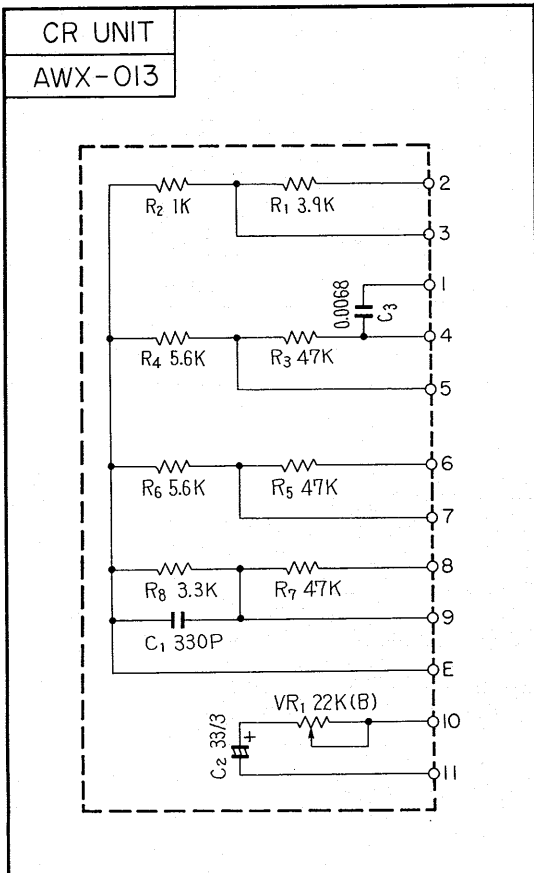 CR UNIT
AWX-013
2
R2 1K
R1 3.9K
3
1
0.0068
C3
4
R4 5.6K
R3 47K
5
6
R6 5.6K
R5 47K
7
8
R8 3.3K
R7 47K
9
C1 330P
E
VR1 22K(B)
10
C2 33/3
+
11